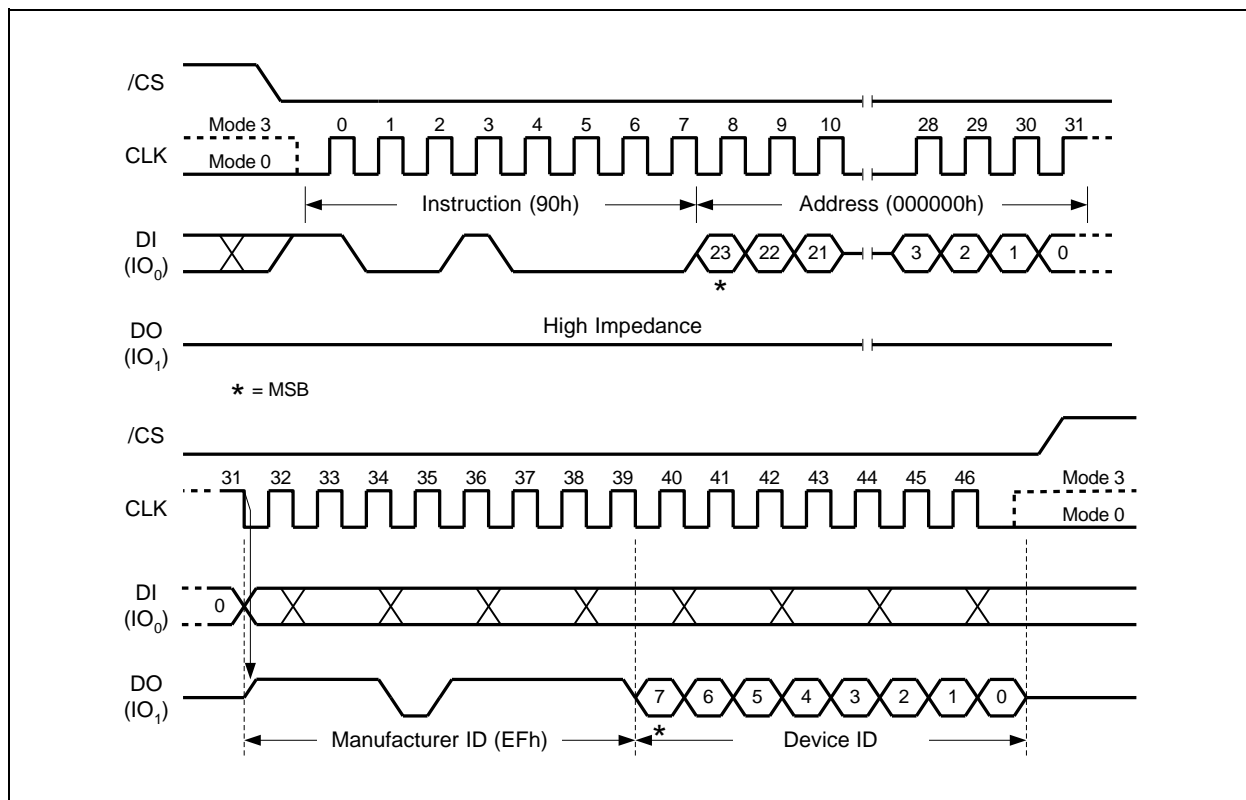 /CS
Mode 3 0 1 2 3 4 5 6 7 8 9 10 28 29 30 31
CLK
Mode 0
Instruction (90h) Address (000000h)
DI
(IO0) 23 22 21 3 2 1 0
*
High Impedance
DO
(IO1)
* = MSB
/CS
31 32 33 34 35 36 37 38 39 40 41 42 43 44 45 46 Mode 3
CLK
Mode 0
DI
(IO0) 0
DO
(IO1) 7 6 5 4 3 2 1 0
*
Manufacturer ID (EFh) Device ID